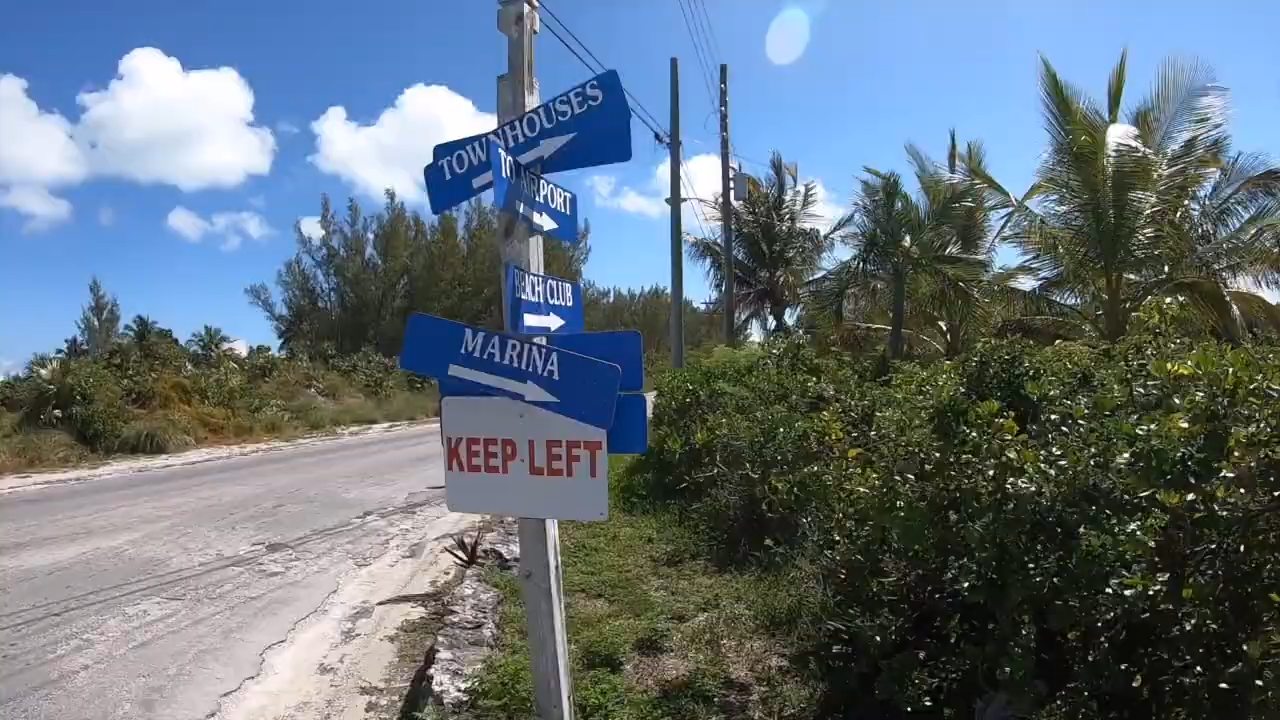 TOWNHOUSES
TO AIRPORT
BEACH CLUB
MARINA
KEEP LEFT